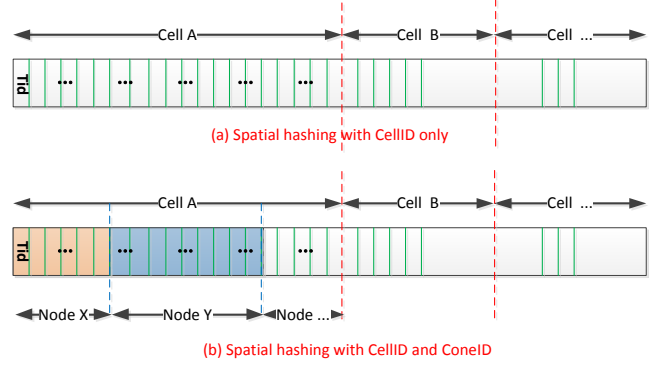 Cell A Cell B Cell ...
Tid ... ... ... ... ...
(a) Spatial hashing with CellID only
Cell A Cell B Cell ...
Tid ... ... ... ... ...
Node X Node Y Node ...
(b) Spatial hashing with CellID and ConeID